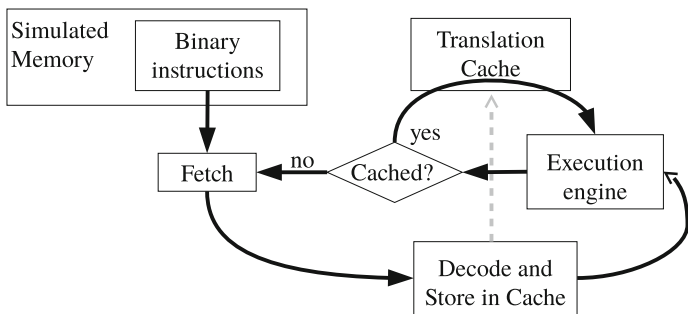 Simulated
Memory
Binary
instructions
Translation
Cache
yes
no
Fetch
Cached?
Execution
engine
Decode and
Store in Cache